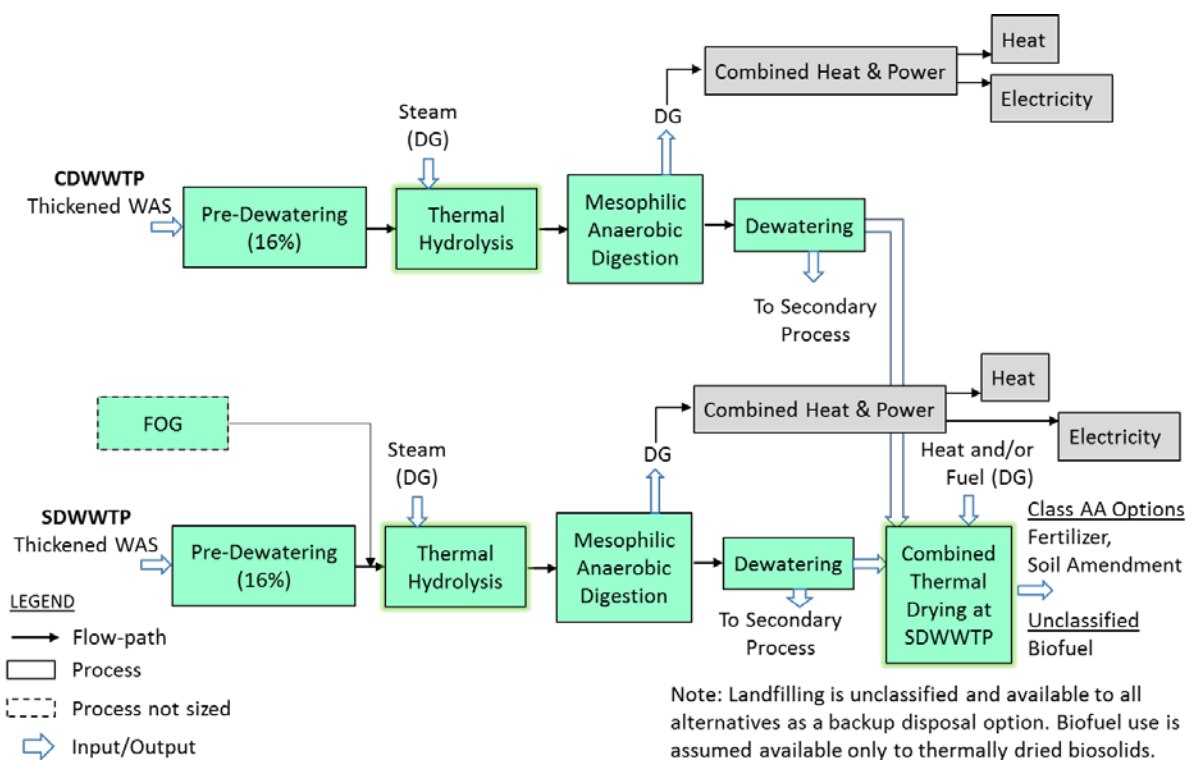 Heat
Combined Heat & Power
Electricity
DG
Steam
(DG)
CDWWTP
Thickened WAS
Pre-Dewatering
(16%)
Thermal
Hydrolysis
Mesophilic
Anaerobic
Digestion
Dewatering
To Secondary
Process
Heat
Combined Heat & Power
Electricity
FOG
DG
Steam
(DG)
Heat and/or
Fuel (DG)
SDWWTP
Thickened WAS
Pre-Dewatering
(16%)
Thermal
Hydrolysis
Mesophilic
Anaerobic
Digestion
Dewatering
To Secondary
Process
Combined
Thermal
Drying at
SDWWTP
Class AA Options
Fertilizer,
Soil Amendment
Unclassified
Biofuel
LEGEND
Flow-path
Process
Process not sized
Input/Output
Note: Landfilling is unclassified and available to all
alternatives as a backup disposal option. Biofuel use is
assumed available only to thermally dried biosolids.